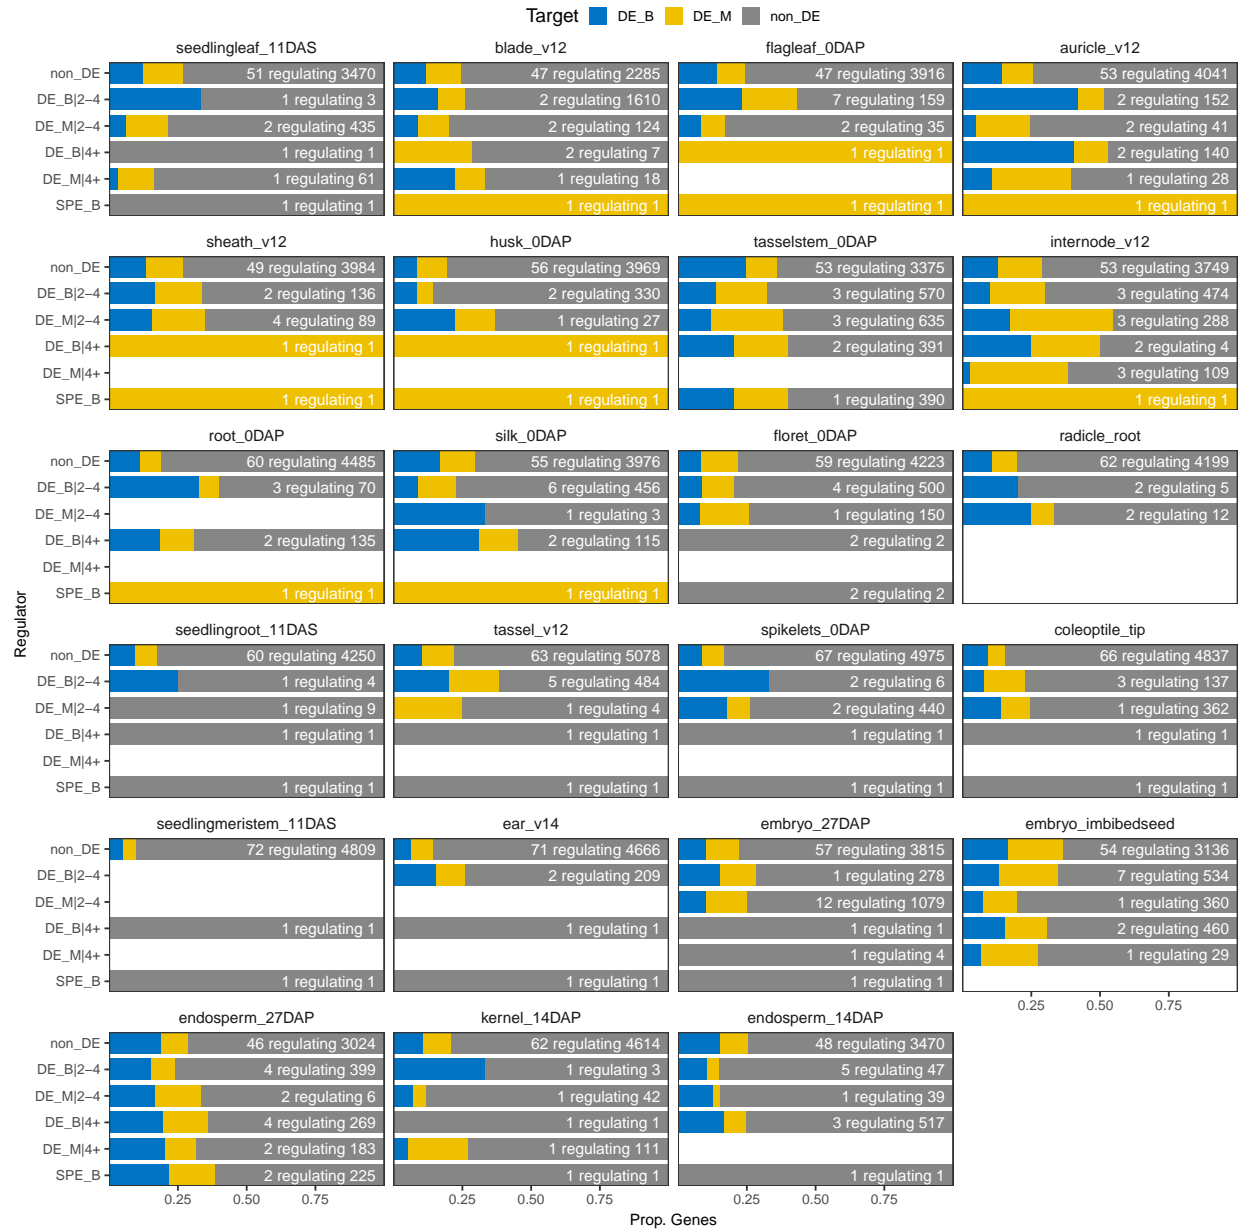 Target DE_B DE_M non_DE
seedlingleaf_11DAS blade_v12 flagleaf_0DAP auricle_v12
non_DE 51 regulating 3470 47 regulating 2285 47 regulating 3916 53 regulating 4041
DE_B|2−4 1 regulating 3 2 regulating 1610 7 regulating 159 2 regulating 152
DE_M|2−4 2 regulating 435 2 regulating 124 2 regulating 35 2 regulating 41
DE_B|4+ 1 regulating 1 2 regulating 7 1 regulating 1 2 regulating 140
DE_M|4+ 1 regulating 61 1 regulating 18 1 regulating 28
SPE_B 1 regulating 1 1 regulating 1 1 regulating 1 1 regulating 1
sheath_v12 husk_0DAP tasselstem_0DAP internode_v12
non_DE 49 regulating 3984 56 regulating 3969 53 regulating 3375 53 regulating 3749
DE_B|2−4 2 regulating 136 2 regulating 330 3 regulating 570 3 regulating 474
DE_M|2−4 4 regulating 89 1 regulating 27 3 regulating 635 3 regulating 288
DE_B|4+ 1 regulating 1 1 regulating 1 2 regulating 391 2 regulating 4
DE_M|4+ 3 regulating 109
SPE_B 1 regulating 1 1 regulating 1 1 regulating 390 1 regulating 1
root_0DAP silk_0DAP floret_0DAP radicle_root
non_DE 60 regulating 4485 55 regulating 3976 59 regulating 4223 62 regulating 4199
DE_B|2−4 3 regulating 70 6 regulating 456 4 regulating 500 2 regulating 5
DE_M|2−4 1 regulating 3 1 regulating 150 2 regulating 12
DE_B|4+ 2 regulating 135 2 regulating 115 2 regulating 2
DE_M|4+
SPE_B 1 regulating 1 1 regulating 1 2 regulating 2
Regulator
seedlingroot_11DAS tassel_v12 spikelets_0DAP coleoptile_tip
non_DE 60 regulating 4250 63 regulating 5078 67 regulating 4975 66 regulating 4837
DE_B|2−4 1 regulating 4 5 regulating 484 2 regulating 6 3 regulating 137
DE_M|2−4 1 regulating 9 1 regulating 4 2 regulating 440 1 regulating 362
DE_B|4+ 1 regulating 1 1 regulating 1 1 regulating 1 1 regulating 1
DE_M|4+
SPE_B 1 regulating 1 1 regulating 1 1 regulating 1 1 regulating 1
seedlingmeristem_11DAS ear_v14 embryo_27DAP embryo_imbibedseed
non_DE 72 regulating 4809 71 regulating 4666 57 regulating 3815 54 regulating 3136
DE_B|2−4 2 regulating 209 1 regulating 278 7 regulating 534
DE_M|2−4 12 regulating 1079 1 regulating 360
DE_B|4+ 1 regulating 1 1 regulating 1 1 regulating 1 2 regulating 460
DE_M|4+ 1 regulating 4 1 regulating 29
SPE_B 1 regulating 1 1 regulating 1 1 regulating 1
0.25 0.50 0.75
endosperm_27DAP kernel_14DAP endosperm_14DAP
non_DE 46 regulating 3024 62 regulating 4614 48 regulating 3470
DE_B|2−4 4 regulating 399 1 regulating 3 5 regulating 47
DE_M|2−4 2 regulating 6 1 regulating 42 1 regulating 39
DE_B|4+ 4 regulating 269 1 regulating 1 3 regulating 517
DE_M|4+ 2 regulating 183 1 regulating 111
SPE_B 2 regulating 225 1 regulating 1 1 regulating 1
0.25 0.50 0.75 0.25 0.50 0.75 0.25 0.50 0.75
Prop. Genes